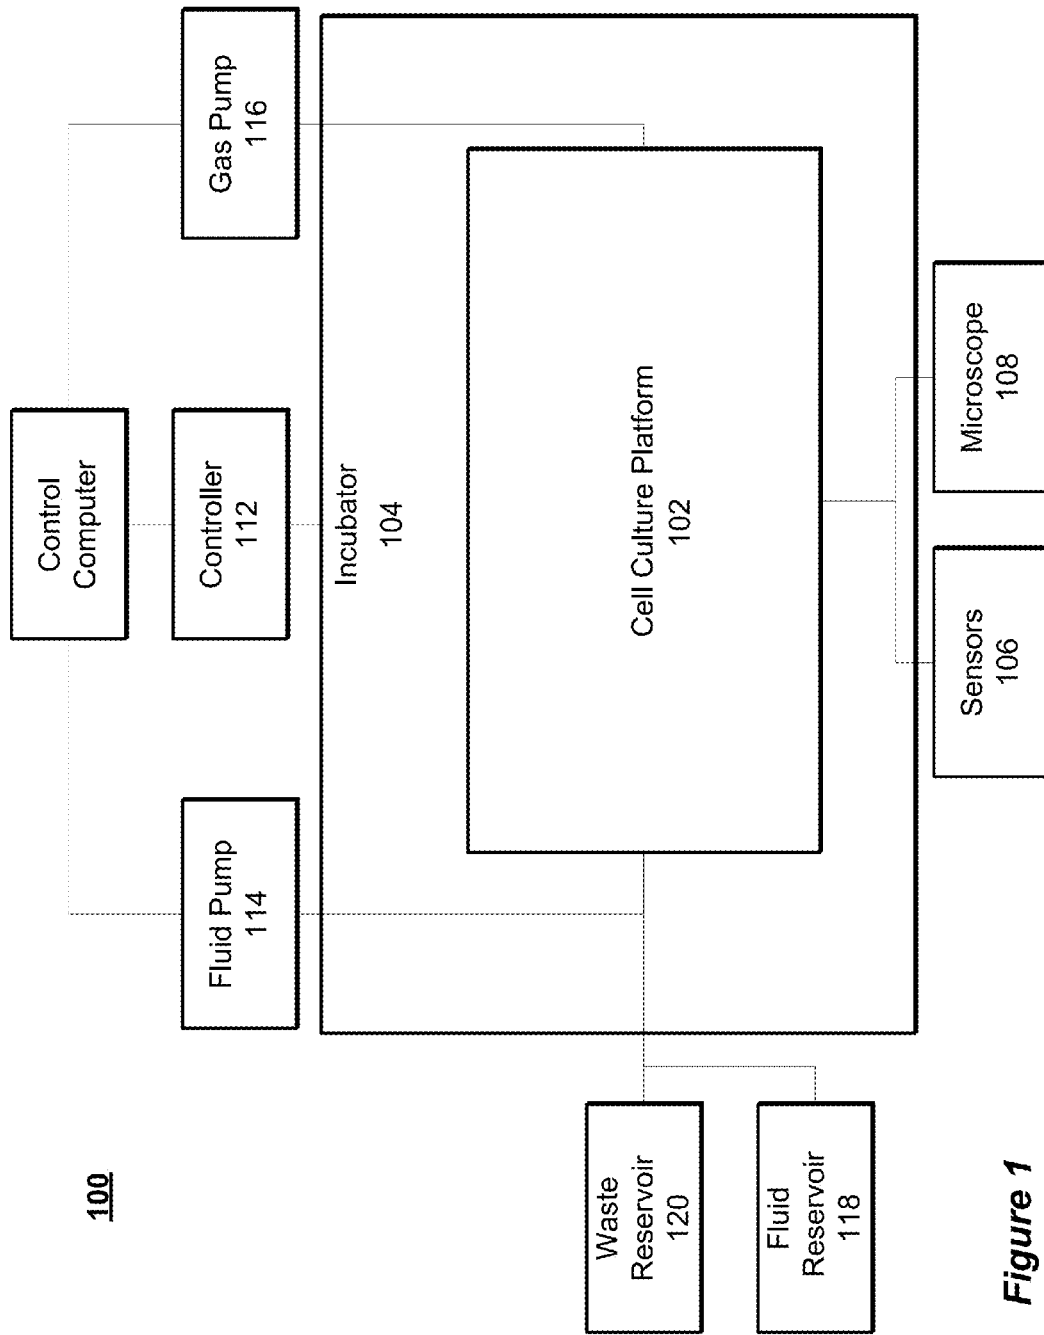 100
Control
Computer
Fluid Pump
114
Controller
112
Gas Pump
116
Incubator
104
Waste
Reservoir
120
Cell Culture Platform
102
Fluid
Reservoir
118
Sensors
106
Microscope
108
Figure 1